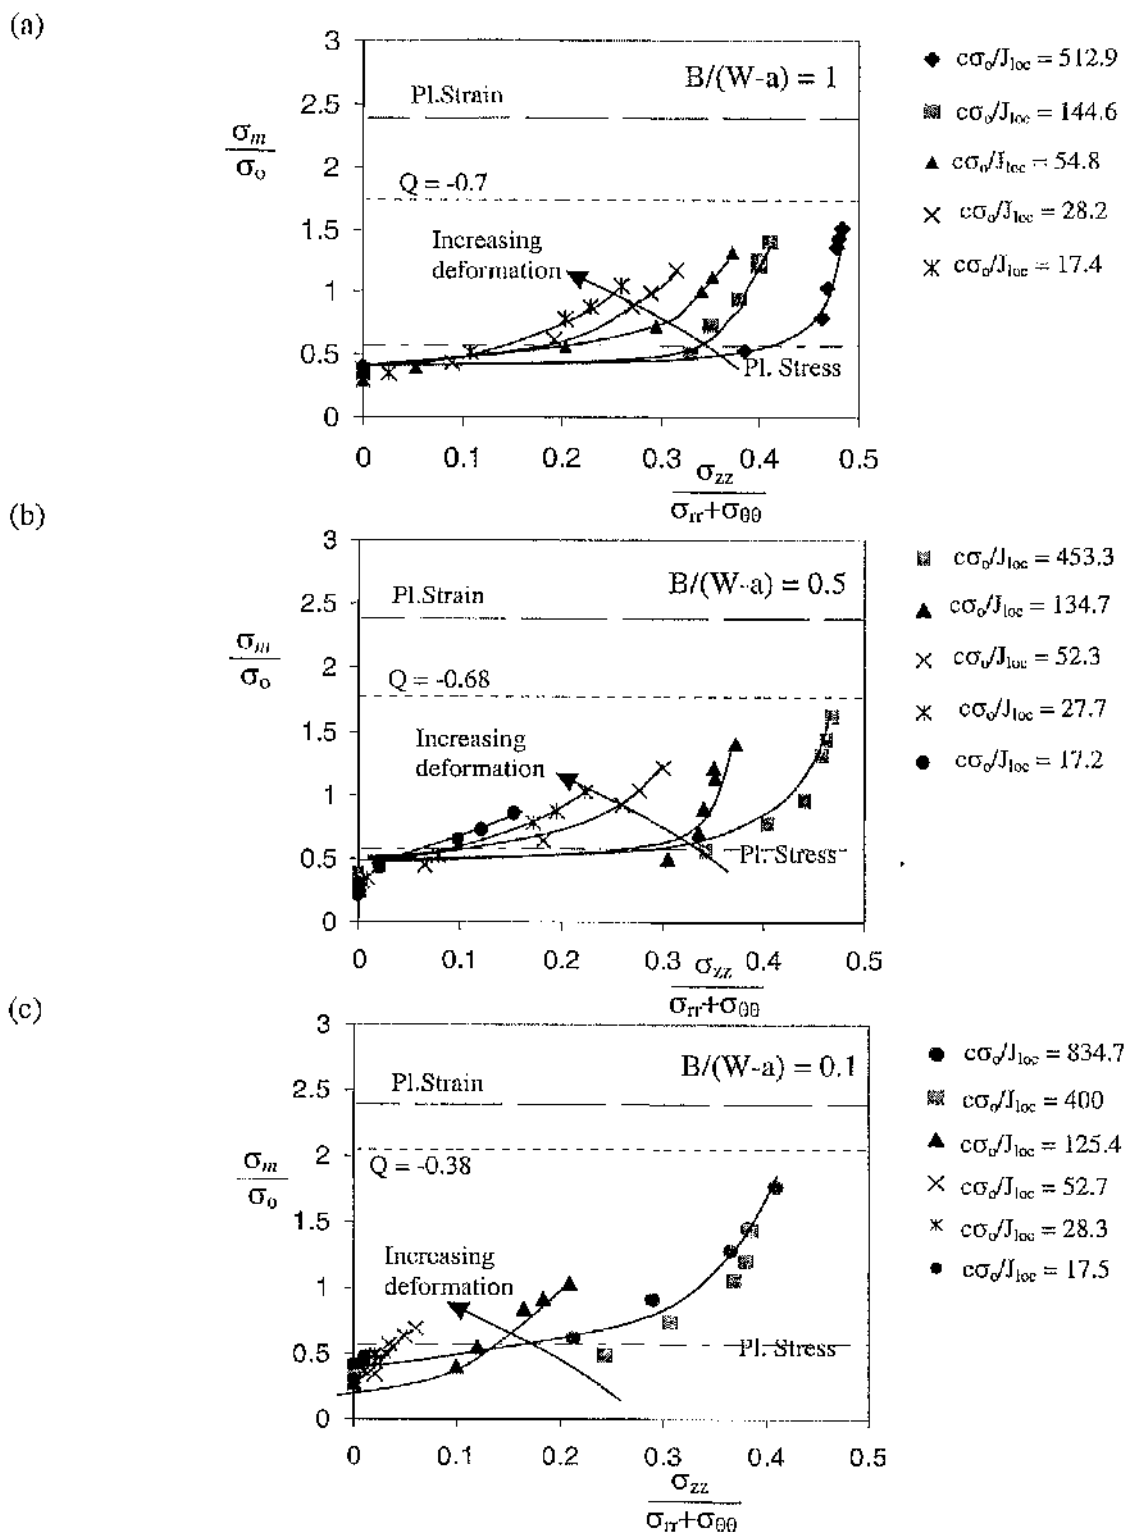 (a)
3
2.5
2
1.5
1
0.5
0
σm
σo
B/(W-a) = 1
Pl.Strain
Q = -0.7
Increasing
deformation
Pl. Stress
0 0.1 0.2 0.3 0.4 0.5
σzz
σrr+σθθ
cσo/Jloc = 512.9
cσo/Jloc = 144.6
cσo/Jloc = 54.8
cσo/Jloc = 28.2
cσo/Jloc = 17.4
(b)
3
2.5
2
1.5
1
0.5
0
σm
σo
B/(W-a) = 0.5
Pl.Strain
Q = -0.68
Increasing
deformation
Pl. Stress
0 0.1 0.2 0.3 0.4 0.5
σzz
σrr+σθθ
cσo/Jloc = 453.3
cσo/Jloc = 134.7
cσo/Jloc = 52.3
cσo/Jloc = 27.7
cσo/Jloc = 17.2
(c)
3
2.5
2
1.5
1
0.5
0
σm
σo
B/(W-a) = 0.1
Pl.Strain
Q = -0.38
Increasing
deformation
Pl. Stress
0 0.1 0.2 0.3 0.4 0.5
σzz
σrr+σθθ
cσo/Jloc = 834.7
cσo/Jloc = 400
cσo/Jloc = 125.4
cσo/Jloc = 52.7
cσo/Jloc = 28.3
cσo/Jloc = 17.5